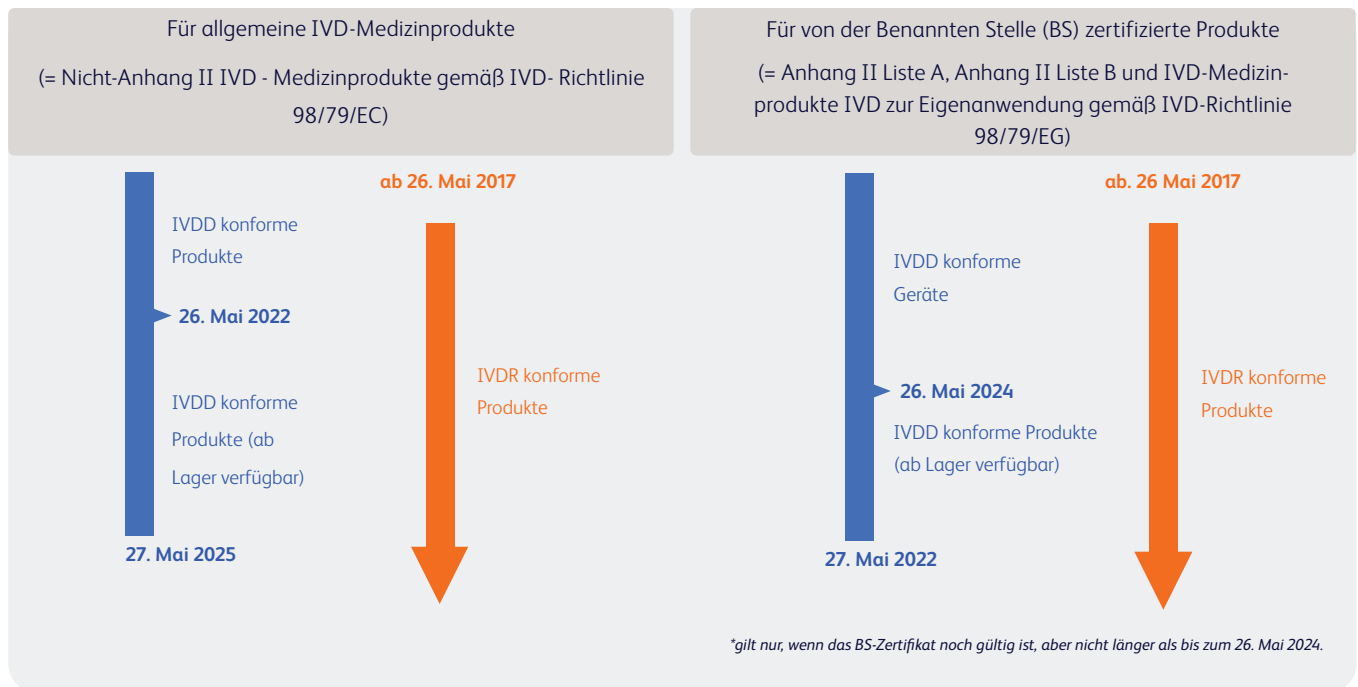 Für allgemeine IVD-Medizinprodukte
(= Nicht-Anhang II IVD - Medizinprodukte gemäß IVD- Richtlinie
98/79/EC)
ab 26. Mai 2017
IVDD konforme
Produkte
26. Mai 2022
IVDR konforme
Produkte
IVDD konforme
Produkte (ab
Lager verfügbar)
27. Mai 2025
Für von der Benannten Stelle (BS) zertifizierte Produkte
(= Anhang II Liste A, Anhang II Liste B und IVD-Medizin-
produkte IVD zur Eigenanwendung gemäß IVD-Richtlinie
98/79/EG)
ab. 26 Mai 2017
IVDD konforme
Geräte
26. Mai 2024
IVDR konforme
Produkte
IVDD konforme Produkte
(ab Lager verfügbar)
27. Mai 2022
*gilt nur, wenn das BS-Zertifikat noch gültig ist, aber nicht länger als bis zum 26. Mai 2024.